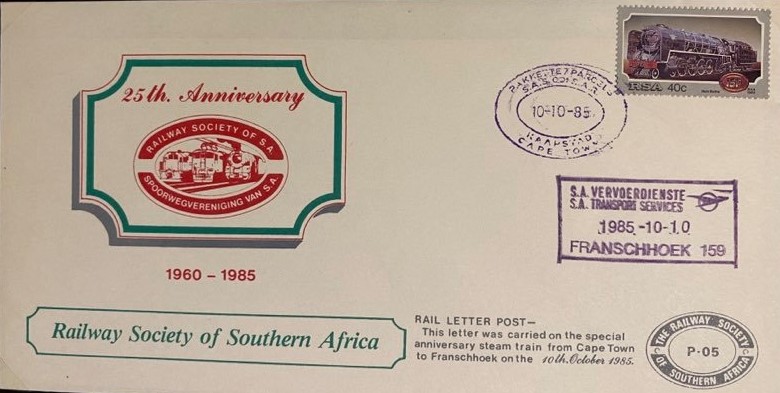 25th. Anniversary
RAILWAY SOCIETY OF S.A.
SPOORWEGVERENIGING VAN S.A.
1960 - 1985
Railway Society of Southern Africa
RSA 40c
PAKKETTE / PARCELS
S.A.S. S.A.R.
10-10-85
KAAPSTAD
CAPE TOWN
S.A. VERVOERDIENSTE
S.A. TRANSPORT SERVICES
1985-10-10
FRANSCHHOEK 159
RAIL LETTER POST—
This letter was carried on the special
anniversary steam train from Cape Town
to Franschhoek on the 10th. October 1985.
THE RAILWAY SOCIETY
P·05
OF SOUTHERN AFRICA